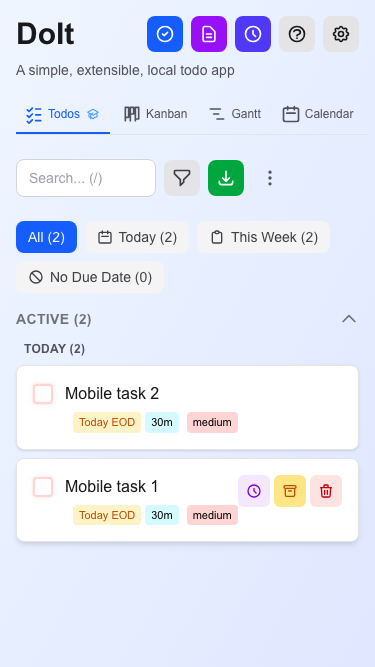 DoIt
A simple, extensible, local todo app
Todos Kanban Gantt Calendar
Search... (/)
All (2) Today (2) This Week (2)
No Due Date (0)
ACTIVE (2)
TODAY (2)
Mobile task 2
Today EOD 30m medium
Mobile task 1
Today EOD 30m medium